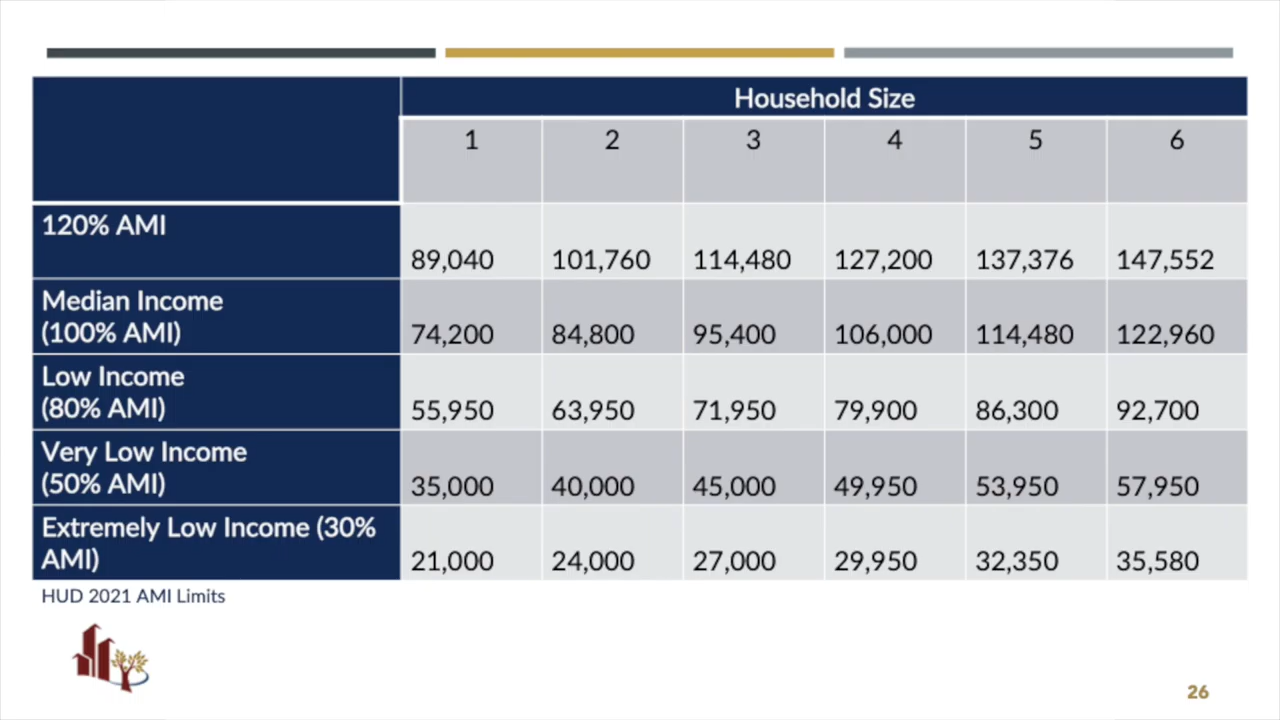 Household Size
1 2 3 4 5 6
120% AMI
89,040 101,760 114,480 127,200 137,376 147,552
Median Income
(100% AMI)
74,200 84,800 95,400 106,000 114,480 122,960
Low Income
(80% AMI)
55,950 63,950 71,950 79,900 86,300 92,700
Very Low Income
(50% AMI)
35,000 40,000 45,000 49,950 53,950 57,950
Extremely Low Income (30%
AMI)
21,000 24,000 27,000 29,950 32,350 35,580
HUD 2021 AMI Limits
26